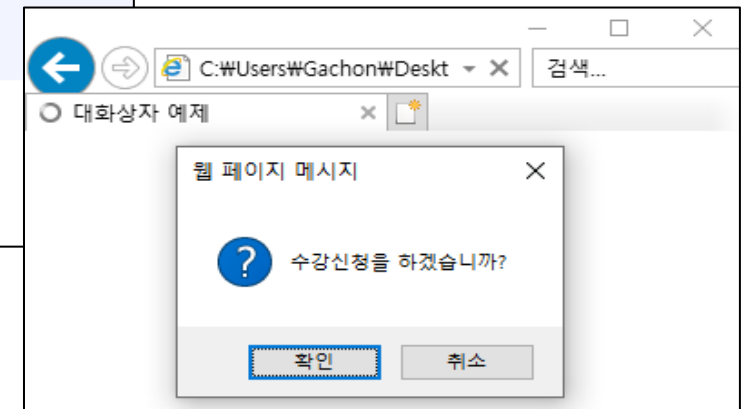 C:₩Users₩Gachon₩Deskt
검색...
대화상자 예제
웹 페이지 메시지
수강신청을 하겠습니까?
확인
취소